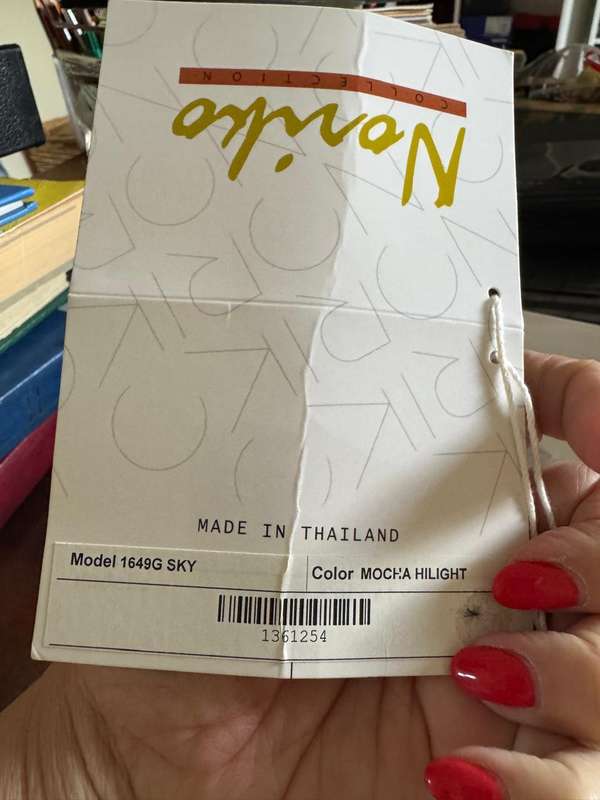 COLLECTION
Noriko
MADE IN THAILAND
Model 1649G SKY
Color MOCHA HILIGHT
1361254